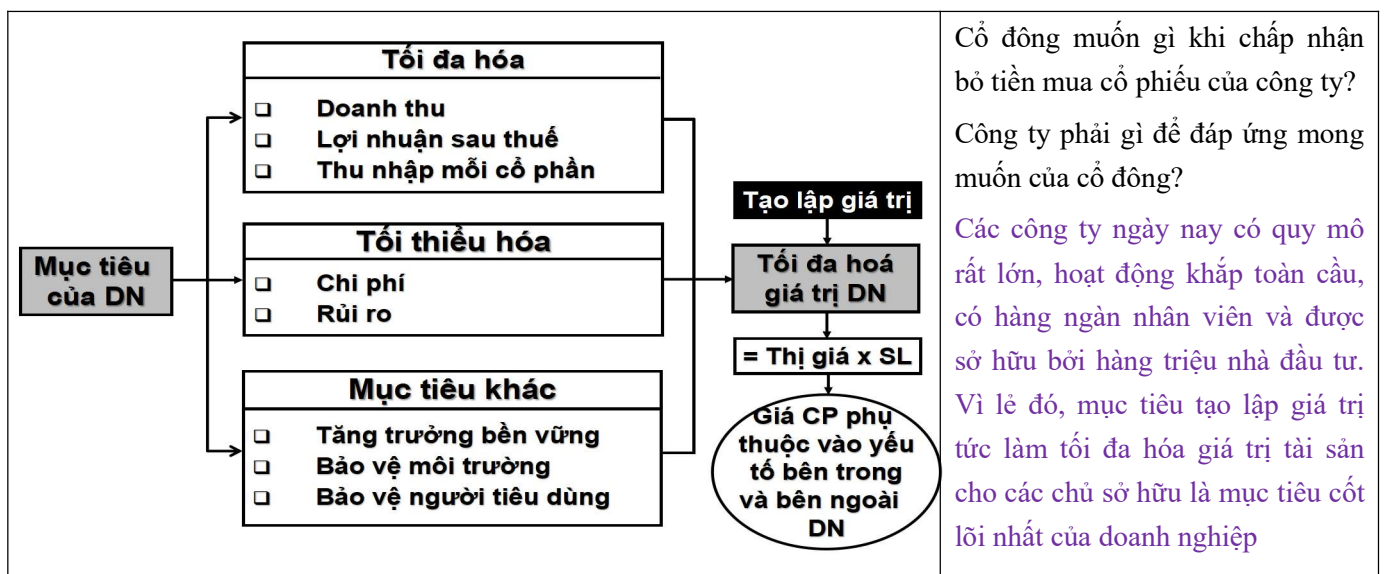 Mục tiêu
của DN
Tối đa hóa
❑ Doanh thu
❑ Lợi nhuận sau thuế
❑ Thu nhập mỗi cổ phần
Tối thiểu hóa
❑ Chi phí
❑ Rủi ro
Mục tiêu khác
❑ Tăng trưởng bền vững
❑ Bảo vệ môi trường
❑ Bảo vệ người tiêu dùng
Tạo lập giá trị
Tối đa hoá
giá trị DN
= Thị giá x SL
Giá CP phụ
thuộc vào yếu
tố bên trong
và bên ngoài
DN
Cổ đông muốn gì khi chấp nhận
bỏ tiền mua cổ phiếu của công ty?
Công ty phải gì để đáp ứng mong
muốn của cổ đông?
Các công ty ngày nay có quy mô
rất lớn, hoạt động khắp toàn cầu,
có hàng ngàn nhân viên và được
sở hữu bởi hàng triệu nhà đầu tư.
Vì lẻ đó, mục tiêu tạo lập giá trị
tức làm tối đa hóa giá trị tài sản
cho các chủ sở hữu là mục tiêu cốt
lõi nhất của doanh nghiệp